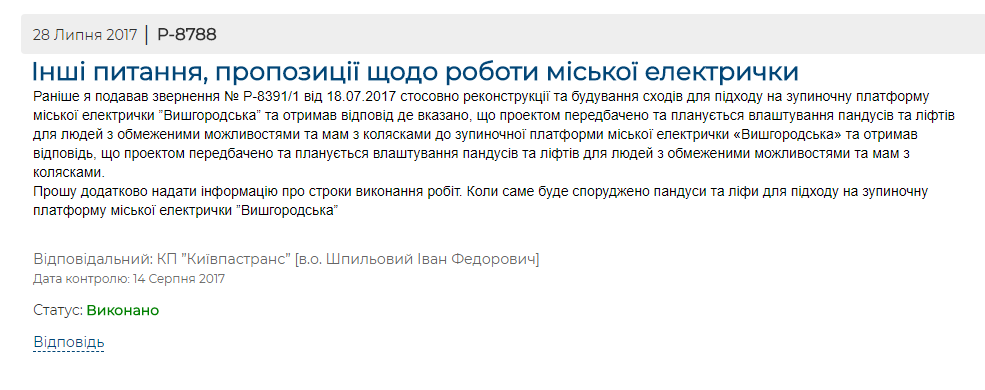 28 Липня 2017 | Р-8788
Інші питання, пропозиції щодо роботи міської електрички
Раніше я подавав звернення № Р-8391/1 від 18.07.2017 стосовно реконструкції та будування сходів для підходу на зупиночну платформу
міської електрички "Вишгородська" та отримав відповід де вказано, що проектом передбачено та планується влаштування пандусів та ліфтів
для людей з обмеженими можливостями та мам з колясками до зупиночної платформи міської електрички «Вишгородська» та отримав
відповідь, що проектом передбачено та планується влаштування пандусів та ліфтів для людей з обмеженими можливостями та мам з
колясками.
Прошу додатково надати інформацію про строки виконання робіт. Коли саме буде споруджено пандуси та ліфи для підходу на зупиночну
платформу міської електрички "Вишгородська"
Відповідальний: КП "Київпастранс" [в.о. Шпильовий Іван Федорович]
Дата контролю: 14 Серпня 2017
Статус: Виконано
Відповідь